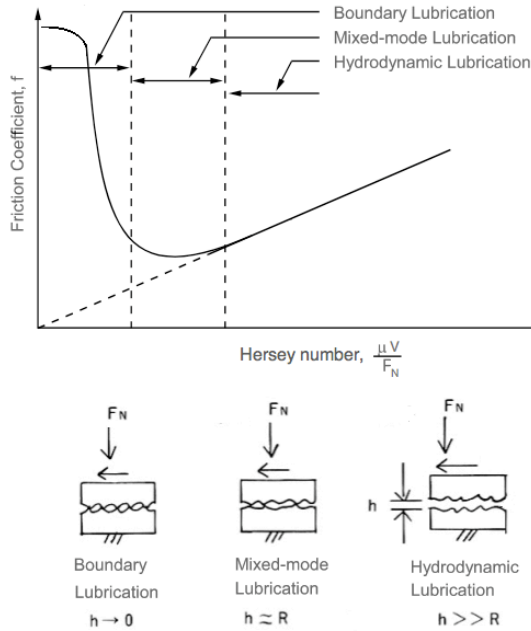 Boundary Lubrication
Mixed-mode Lubrication
Hydrodynamic Lubrication
Friction Coefficient, f
Hersey number, μV/F_N
F_N
F_N
F_N
h
Boundary
Lubrication
h → 0
Mixed-mode
Lubrication
h ≃ R
Hydrodynamic
Lubrication
h >> R